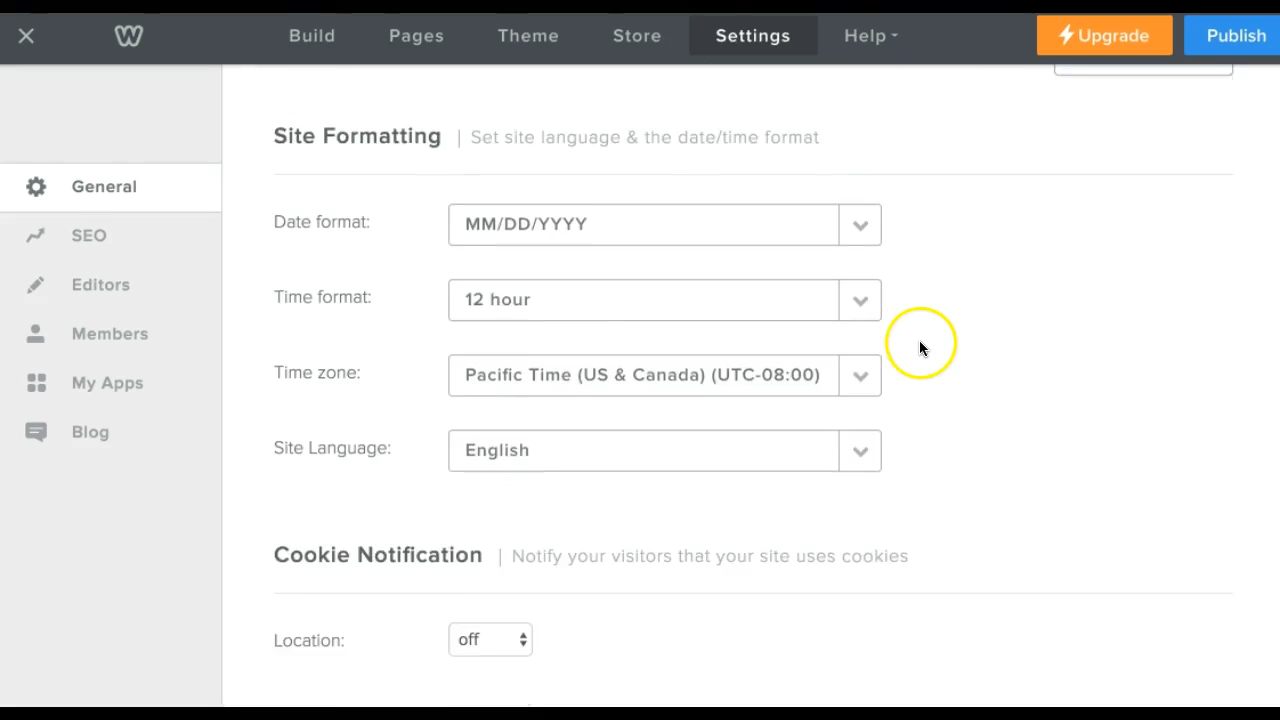 Build Pages Theme Store Settings Help Upgrade Publish
Site Formatting | Set site language & the date/time format
General
SEO
Editors
Members
My Apps
Blog
Date format: MM/DD/YYYY
Time format: 12 hour
Time zone: Pacific Time (US & Canada) (UTC-08:00)
Site Language: English
Cookie Notification | Notify your visitors that your site uses cookies
Location: off